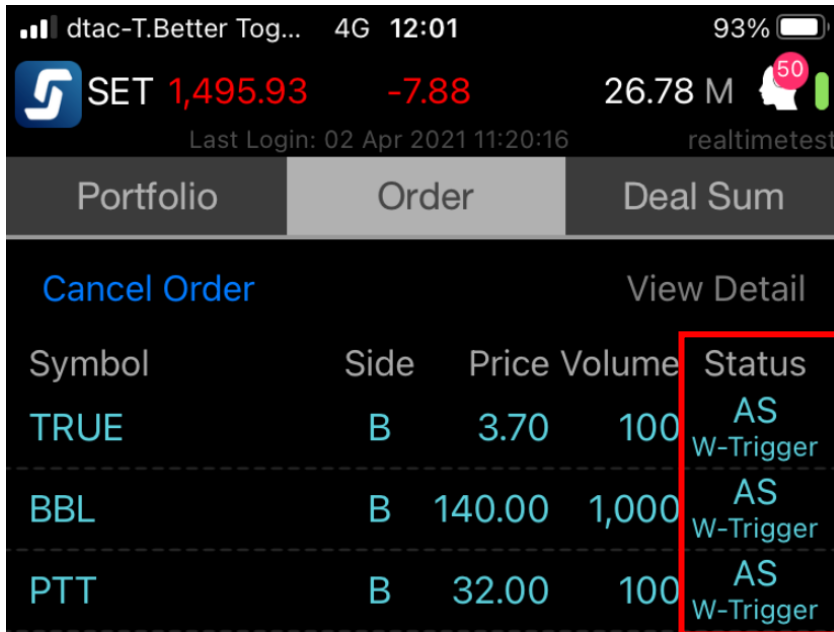 dtac-T.Better Tog... 4G 12:01 93%
SET 1,495.93 -7.88 26.78 M 50
Last Login: 02 Apr 2021 11:20:16 realtimetest
Portfolio Order Deal Sum
Cancel Order View Detail
Symbol Side Price Volume Status
TRUE B 3.70 100 AS
W-Trigger
BBL B 140.00 1,000 AS
W-Trigger
PTT B 32.00 100 AS
W-Trigger